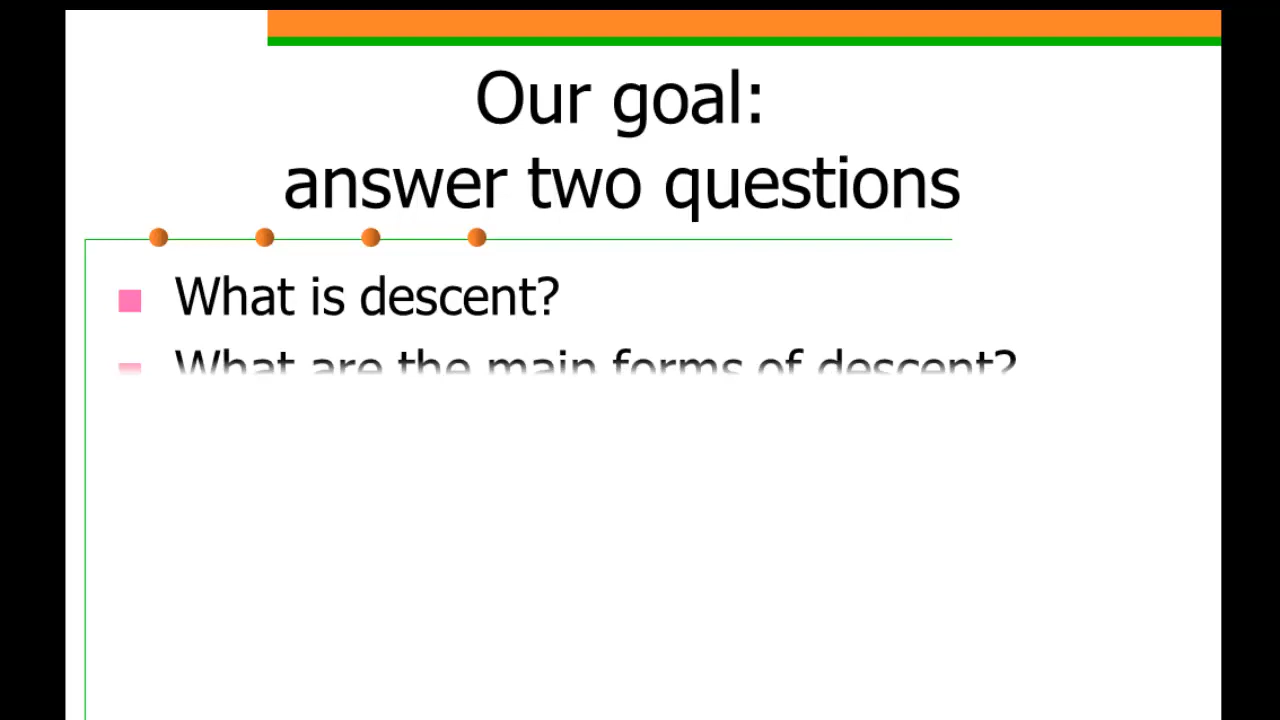 Our goal:
answer two questions
What is descent?
What are the main forms of descent?